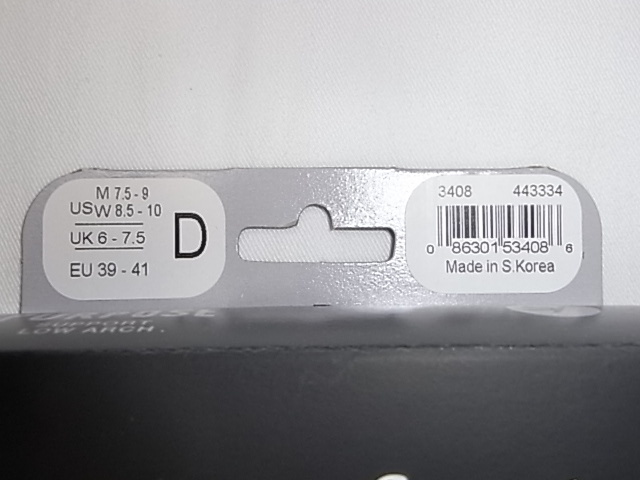 M 7.5 - 9
US W 8.5 - 10
UK 6 - 7.5
EU 39 - 41
D
3408 443334
0 86301 53408 6
Made in S.Korea
SUPPORT
LOW ARCH.